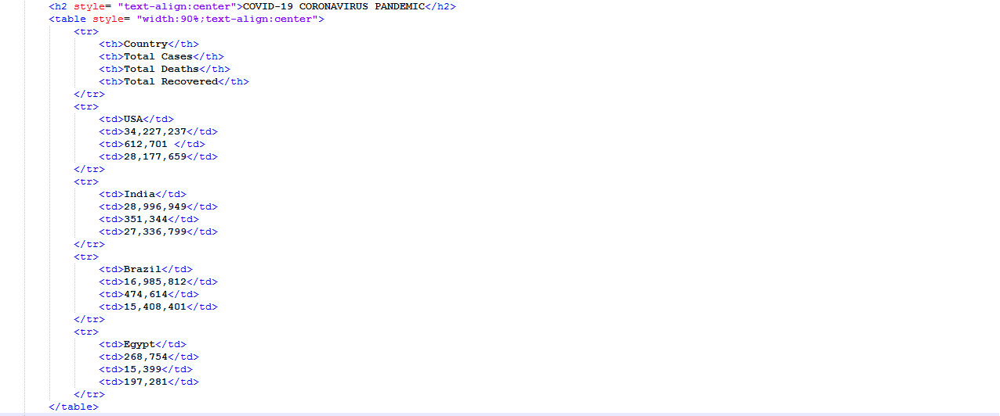 <h2 style= "text-align:center">COVID-19 CORONAVIRUS PANDEMIC</h2>
<table style= "width:90%;text-align:center">
<tr>
<th>Country</th>
<th>Total Cases</th>
<th>Total Deaths</th>
<th>Total Recovered</th>
</tr>
<tr>
<td>USA</td>
<td>34,227,237</td>
<td>612,701 </td>
<td>28,177,659</td>
</tr>
<tr>
<td>India</td>
<td>28,996,949</td>
<td>351,344</td>
<td>27,336,799</td>
</tr>
<tr>
<td>Brazil</td>
<td>16,985,812</td>
<td>474,614</td>
<td>15,408,401</td>
</tr>
<tr>
<td>Egypt</td>
<td>268,754</td>
<td>15,399</td>
<td>197,281</td>
</tr>
</table>